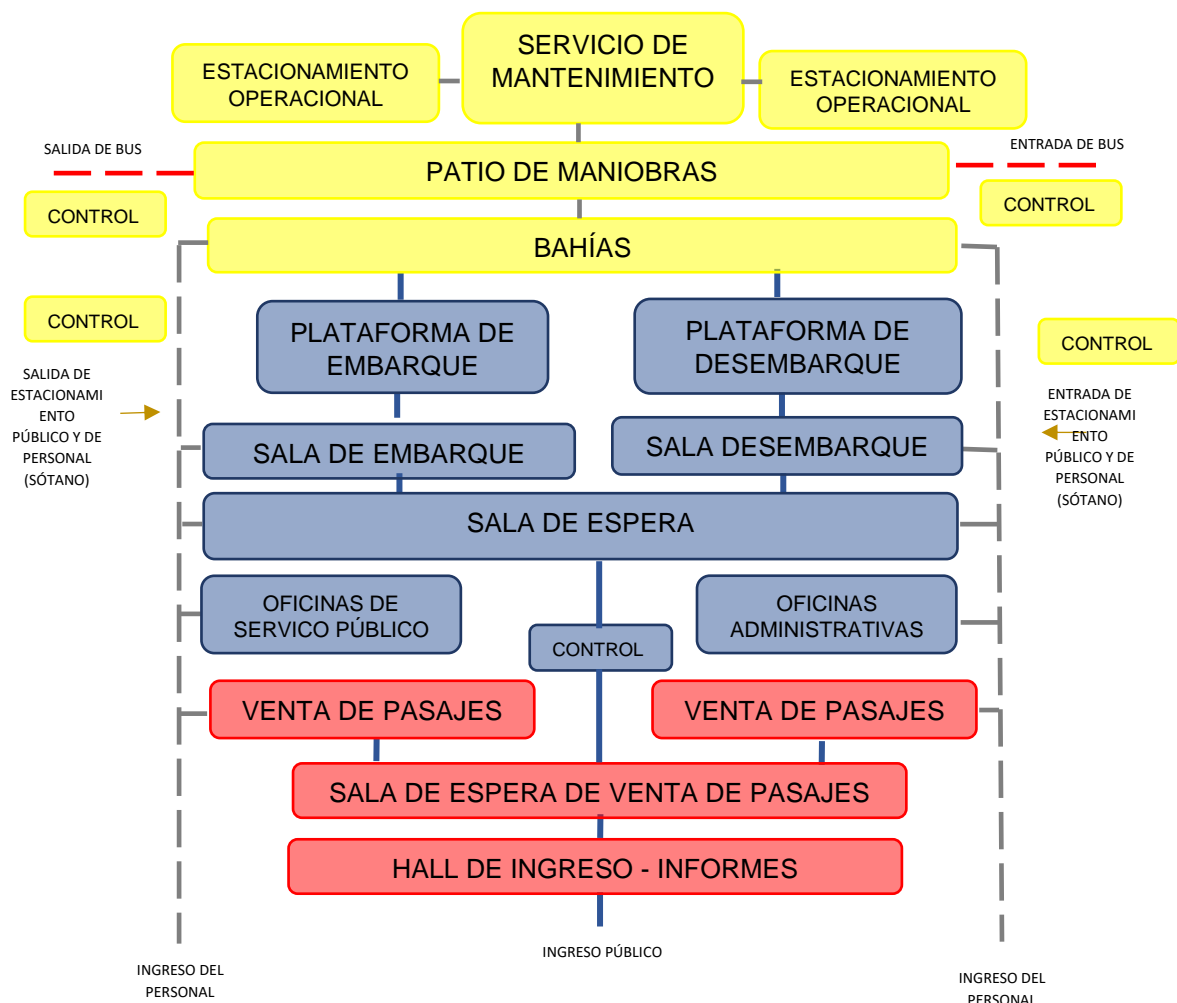 SERVICIO DE
MANTENIMIENTO
ESTACIONAMIENTO
OPERACIONAL
ESTACIONAMIENTO
OPERACIONAL
SALIDA DE BUS
ENTRADA DE BUS
PATIO DE MANIOBRAS
CONTROL
CONTROL
BAHÍAS
CONTROL
CONTROL
PLATAFORMA DE
EMBARQUE
PLATAFORMA DE
DESEMBARQUE
SALIDA DE
ESTACIONAMI
ENTO
PÚBLICO Y DE
PERSONAL
(SÓTANO)
ENTRADA DE
ESTACIONAMI
ENTO
PÚBLICO Y DE
PERSONAL
(SÓTANO)
SALA DE EMBARQUE
SALA DESEMBARQUE
SALA DE ESPERA
OFICINAS DE
SERVICO PÚBLICO
OFICINAS
ADMINISTRATIVAS
CONTROL
VENTA DE PASAJES
VENTA DE PASAJES
SALA DE ESPERA DE VENTA DE PASAJES
HALL DE INGRESO - INFORMES
INGRESO PÚBLICO
INGRESO DEL
PERSONAL
INGRESO DEL
PERSONAL